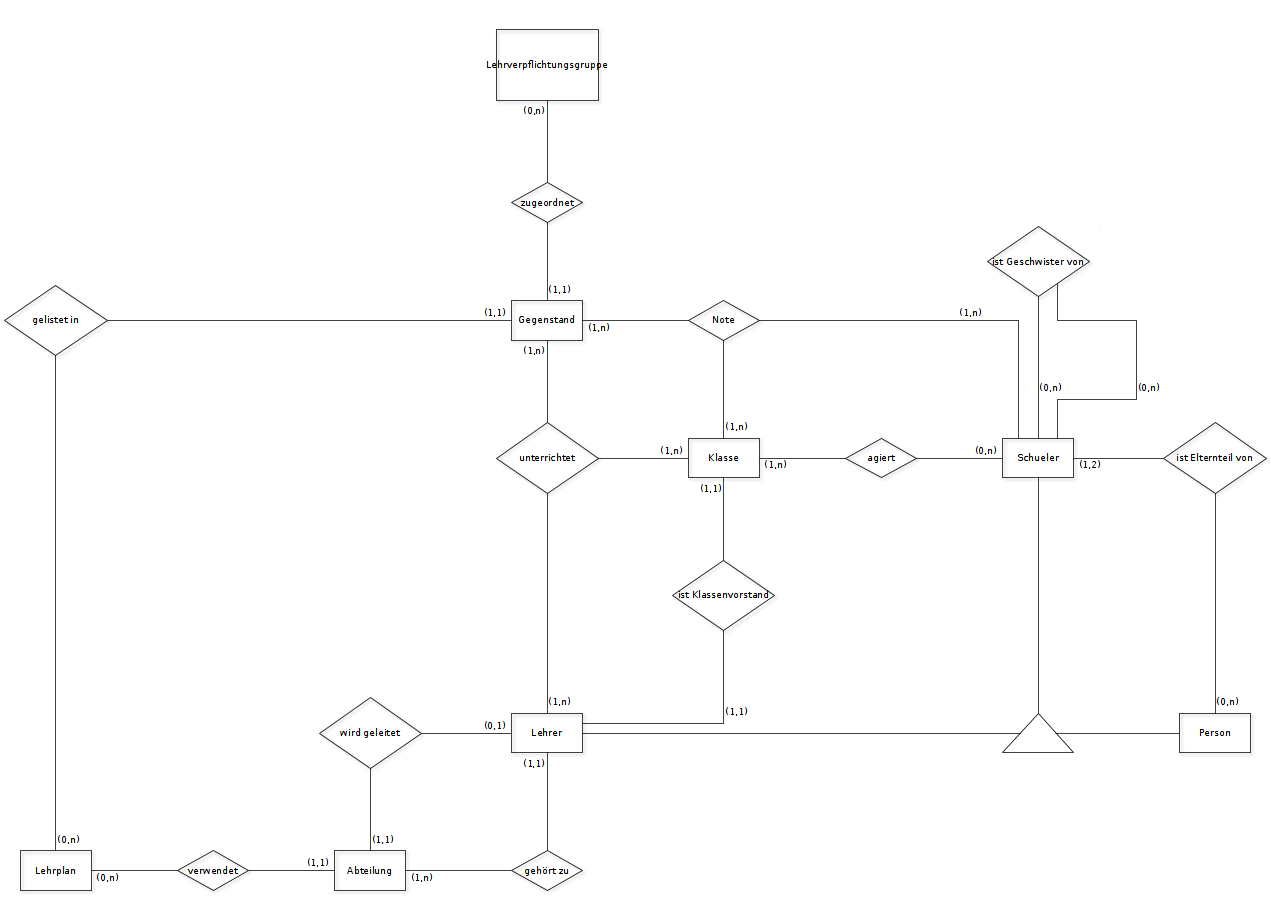 Lehrverpflichtungsgruppe
(0,n)
zugeordnet
ist Geschwister von
(1,1)
gelistet in
(1,1)
Gegenstand
(1,n)
Note
(1,n)
(1,n)
(0,n)
(0,n)
(1,n)
unterrichtet
(1,n)
Klasse
(1,n)
agiert
(0,n)
Schueler
(1,2)
ist Elternteil von
(1,1)
ist Klassenvorstand
(1,n)
(1,1)
(0,n)
wird geleitet
(0,1)
Lehrer
Person
(1,1)
(0,n)
(1,1)
Lehrplan
(0,n)
verwendet
(1,1)
Abteilung
(1,n)
gehört zu